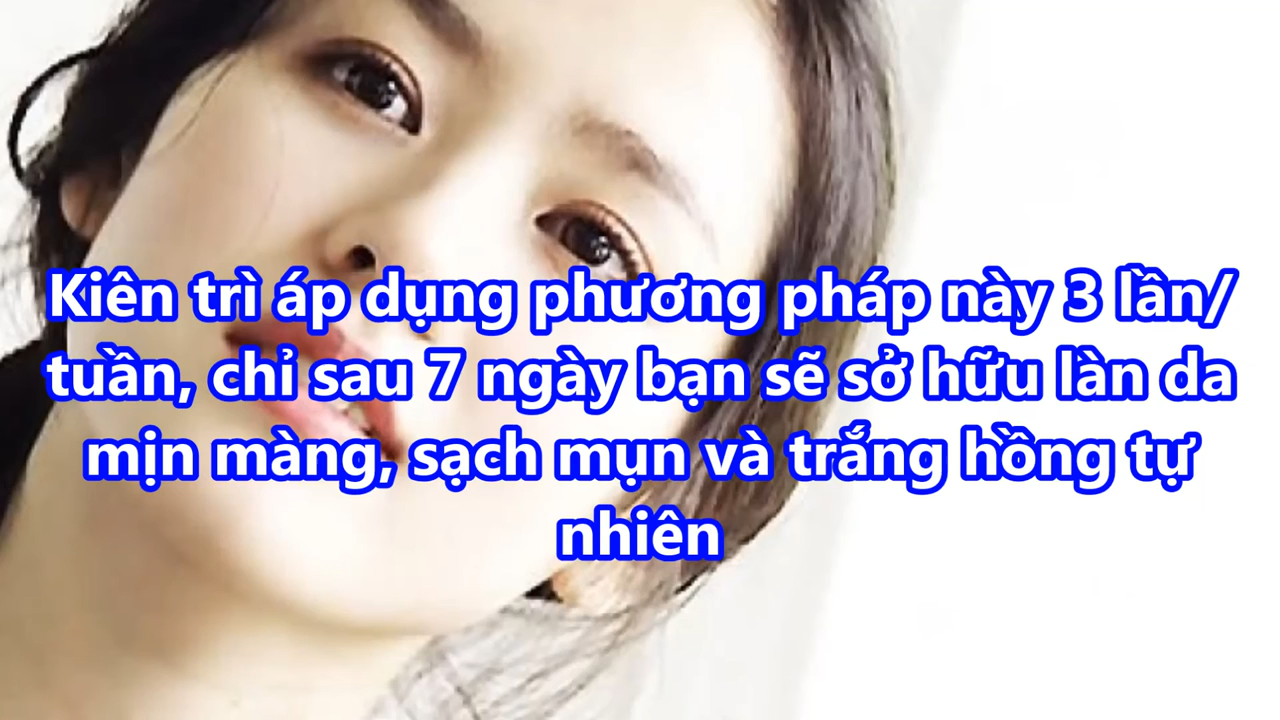 Kiên trì áp dụng phương pháp này 3 lần/
tuần, chỉ sau 7 ngày bạn sẽ sở hữu làn da
mịn màng, sạch mụn và trắng hồng tự
nhiên